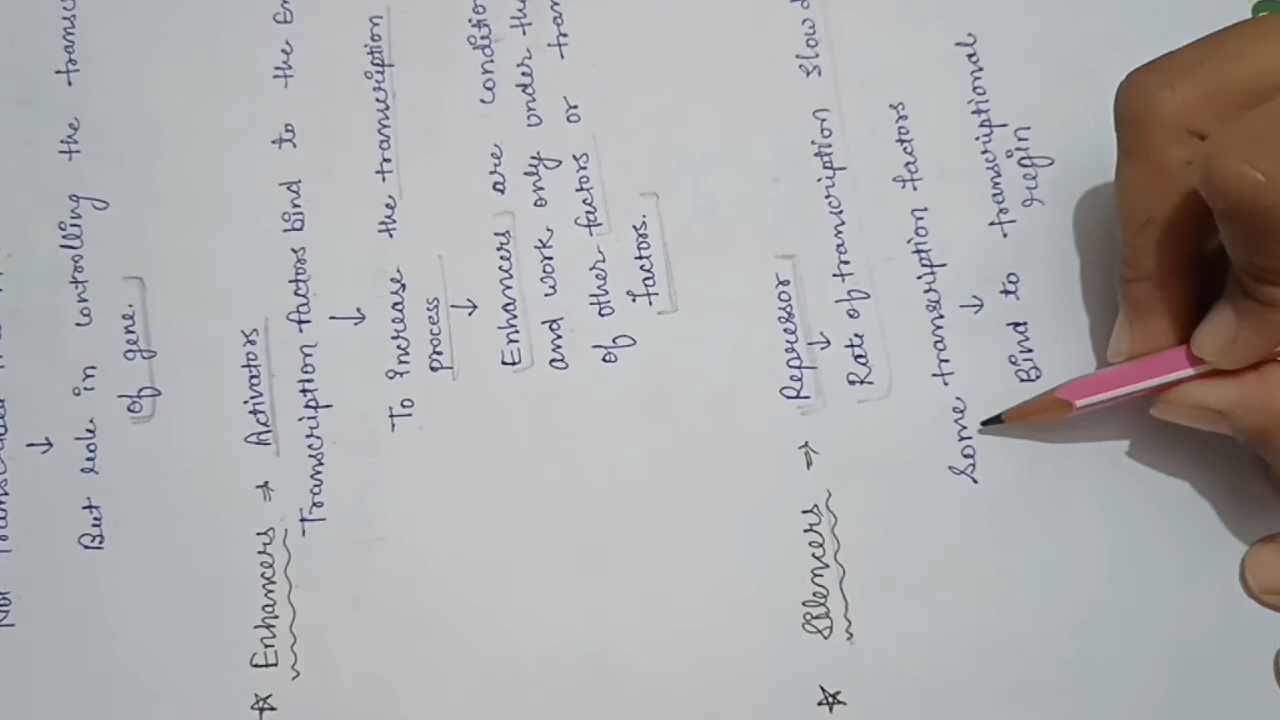 But role in controlling the
of gene.
☆ Enhancers ⇒ Activators
Transcription factors bind to the
↓
To increase the transcription
process
↓
Enhancers are
and work only under
of other factors or
factors.
☆ Silencers ⇒ Repressor
↓
Rate of transcription slow
Some transcription factors
↓
Bind to transcriptional
regin